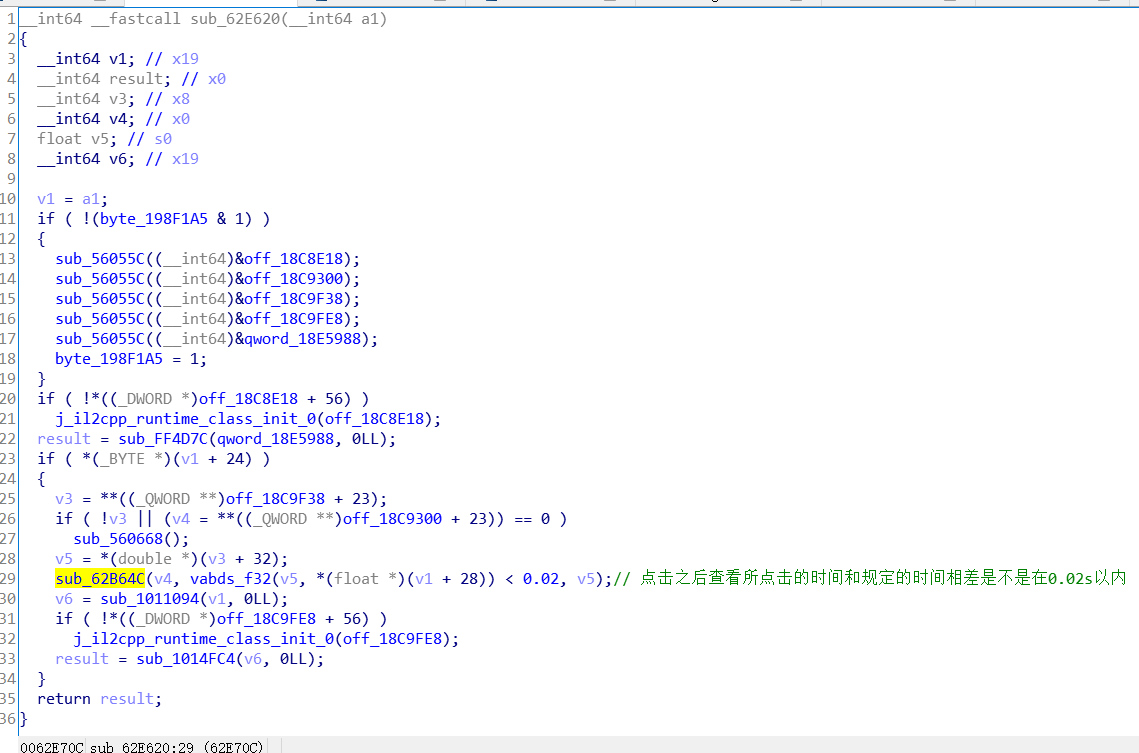 1 __int64 __fastcall sub_62E620(__int64 a1)
2 {
3   __int64 v1; // x19
4   __int64 result; // x0
5   __int64 v3; // x8
6   __int64 v4; // x0
7   float v5; // s0
8   __int64 v6; // x19
9
10   v1 = a1;
11   if ( !(byte_198F1A5 & 1) )
12   {
13     sub_56055C((__int64)&off_18C8E18);
14     sub_56055C((__int64)&off_18C9300);
15     sub_56055C((__int64)&off_18C9F38);
16     sub_56055C((__int64)&off_18C9FE8);
17     sub_56055C((__int64)&qword_18E5988);
18     byte_198F1A5 = 1;
19   }
20   if ( !*((_DWORD *)off_18C8E18 + 56) )
21     j_il2cpp_runtime_class_init_0(off_18C8E18);
22   result = sub_FF4D7C(qword_18E5988, 0LL);
23   if ( *(_BYTE *)(v1 + 24) )
24   {
25     v3 = **((_QWORD **)off_18C9F38 + 23);
26     if ( !v3 || (v4 = **((_QWORD **)off_18C9300 + 23)) == 0 )
27       sub_560668();
28     v5 = *(double *)(v3 + 32);
29     sub_62B64C(v4, vabds_f32(v5, *(float *)(v1 + 28)) < 0.02, v5);// 点击之后查看所点击的时间和规定的时间相差是不是在0.02s以内
30     v6 = sub_1011094(v1, 0LL);
31     if ( !*((_DWORD *)off_18C9FE8 + 56) )
32       j_il2cpp_runtime_class_init_0(off_18C9FE8);
33     result = sub_1014FC4(v6, 0LL);
34   }
35   return result;
36 }
0062E70C sub_62E620:29 (62E70C)